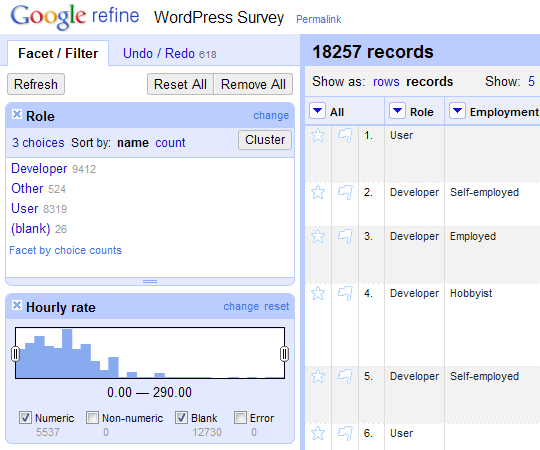 Google refine WordPress Survey Permalink
Facet / Filter Undo / Redo 618
Refresh Reset All Remove All
Role change
3 choices Sort by: name count Cluster
Developer 9412
Other 524
User 8319
(blank) 26
Facet by choice counts
Hourly rate change reset
0.00 — 290.00
Numeric Non-numeric Blank Error
5537 0 12730 0
18257 records
Show as: rows records Show: 5
All Role Employment
1. User
2. Developer Self-employed
3. Developer Employed
4. Developer Hobbyist
5. Developer Self-employed
6. User